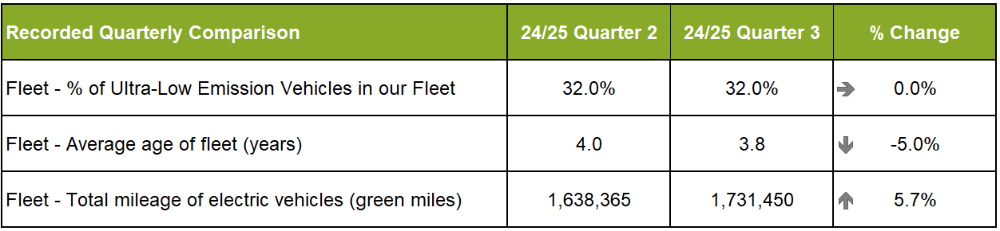 Recorded Quarterly Comparison 24/25 Quarter 2 24/25 Quarter 3 % Change
Fleet - % of Ultra-Low Emission Vehicles in our Fleet 32.0% 32.0% 0.0%
Fleet - Average age of fleet (years) 4.0 3.8 -5.0%
Fleet - Total mileage of electric vehicles (green miles) 1,638,365 1,731,450 5.7%